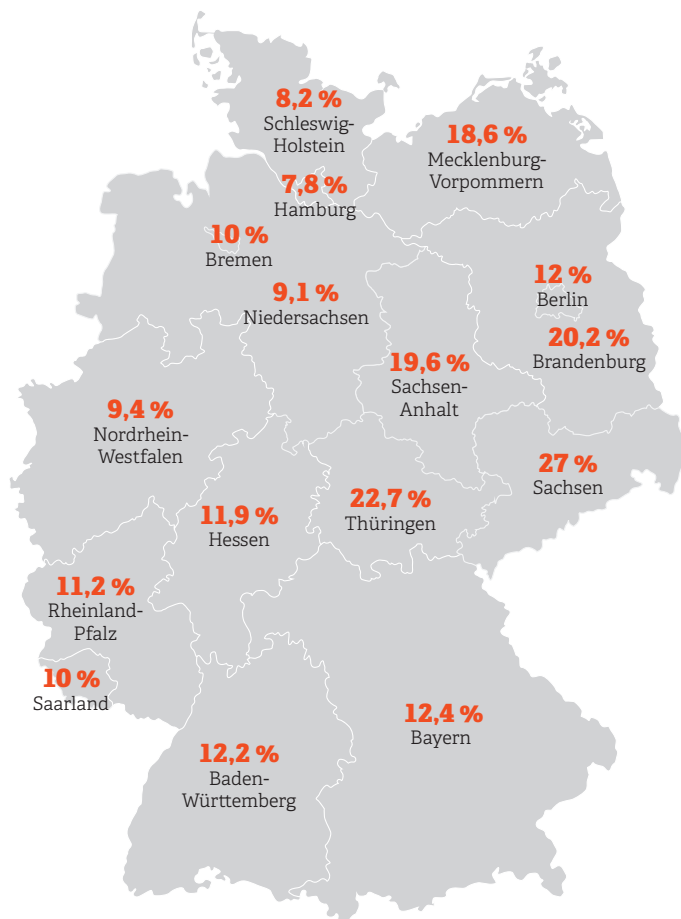 8,2 %
Schleswig-
Holstein
18,6 %
Mecklenburg-
Vorpommern
7,8 %
Hamburg
10 %
Bremen
9,1 %
Niedersachsen
12 %
Berlin
20,2 %
Brandenburg
19,6 %
Sachsen-
Anhalt
9,4 %
Nordrhein-
Westfalen
27 %
Sachsen
22,7 %
Thüringen
11,9 %
Hessen
11,2 %
Rheinland-
Pfalz
10 %
Saarland
12,4 %
Bayern
12,2 %
Baden-
Württemberg